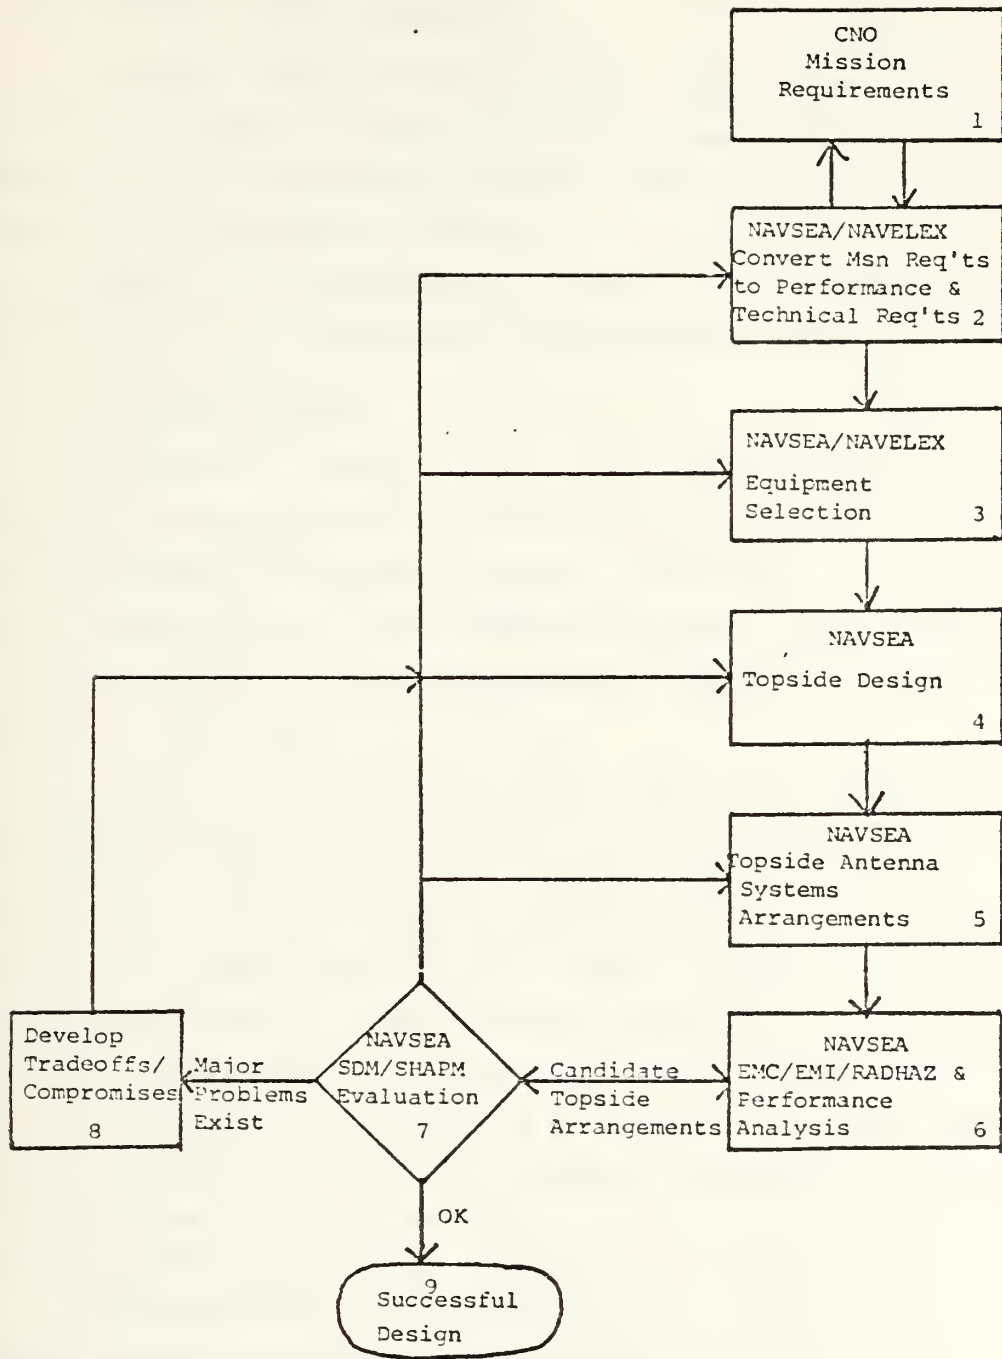 CNO
Mission
Requirements
1
NAVSEA/NAVELEX
Convert Msn Req'ts
to Performance &
Technical Req'ts 2
NAVSEA/NAVELEX
Equipment
Selection 3
NAVSEA
Topside Design
4
NAVSEA
Topside Antenna
Systems
Arrangements 5
NAVSEA
EMC/EMI/RADHAZ &
Performance
Analysis 6
Candidate
Topside
Arrangements
NAVSEA
SDM/SHAPM
Evaluation
7
Major
Problems
Exist
Develop
Tradeoffs/
Compromises
8
OK
9
Successful
Design